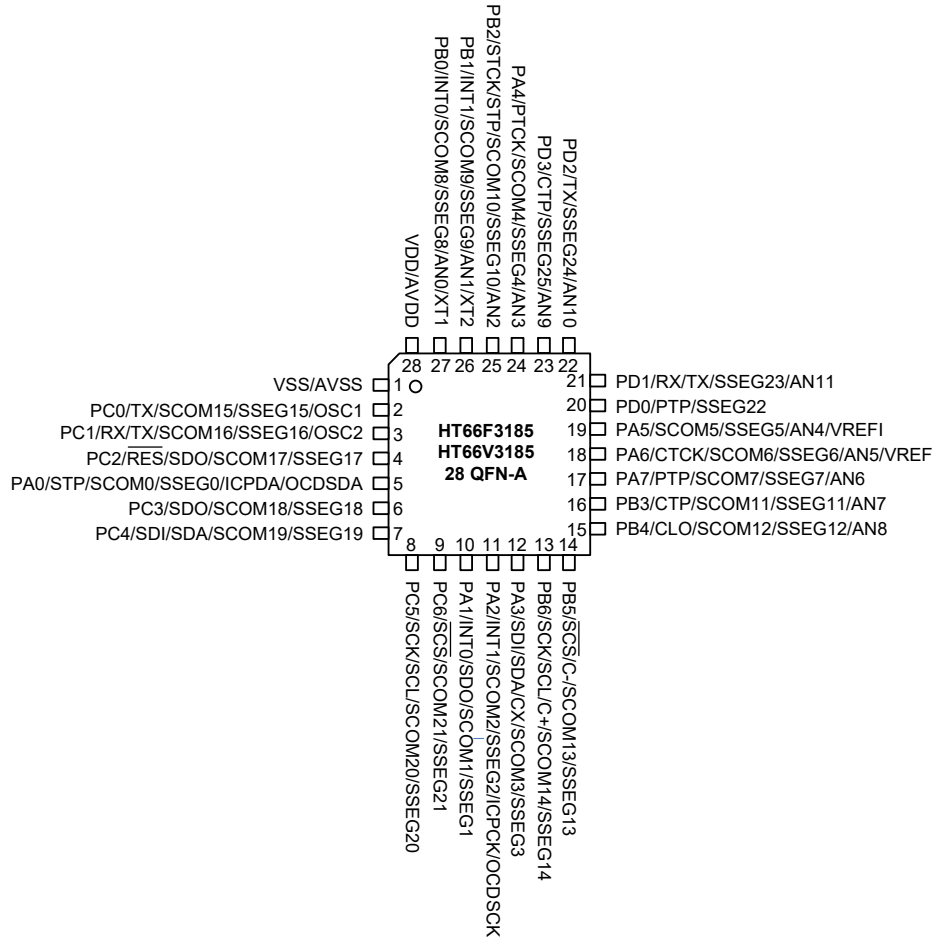 PB0/INT0/SCOM8/SSEG8/AN0/XT1
PB1/INT1/SCOM9/SSEG9/AN1/XT2
PB2/STCK/STP/SCOM10/SSEG10/AN2
PA4/PTCK/SCOM4/SSEG4/AN3
PD3/CTP/SSEG25/AN9
PD2/TX/SSEG24/AN10
VDD/AVDD
28 27 26 25 24 23 22
VSS/AVSS 1
PC0/TX/SCOM15/SSEG15/OSC1 2
PC1/RX/TX/SCOM16/SSEG16/OSC2 3
PC2/RES/SDO/SCOM17/SSEG17 4
PA0/STP/SCOM0/SSEG0/ICPDA/OCDSDA 5
PC3/SDO/SCOM18/SSEG18 6
PC4/SDI/SDA/SCOM19/SSEG19 7
HT66F3185
HT66V3185
28 QFN-A
21 PD1/RX/TX/SSEG23/AN11
20 PD0/PTP/SSEG22
19 PA5/SCOM5/SSEG5/AN4/VREFI
18 PA6/CTCK/SCOM6/SSEG6/AN5/VREF
17 PA7/PTP/SCOM7/SSEG7/AN6
16 PB3/CTP/SCOM11/SSEG11/AN7
15 PB4/CLO/SCOM12/SSEG12/AN8
8 9 10 11 12 13 14
PC5/SCK/SCL/SCOM20/SSEG20
PC6/SCS/SCOM21/SSEG21
PA1/INT0/SDO/SCOM1/SSEG1
PA2/INT1/SCOM2/SSEG2/ICPCK/OCDSCK
PA3/SDI/SDA/CX/SCOM3/SSEG3
PB6/SCK/SCL/C+/SCOM14/SSEG14
PB5/SCS/C-/SCOM13/SSEG13